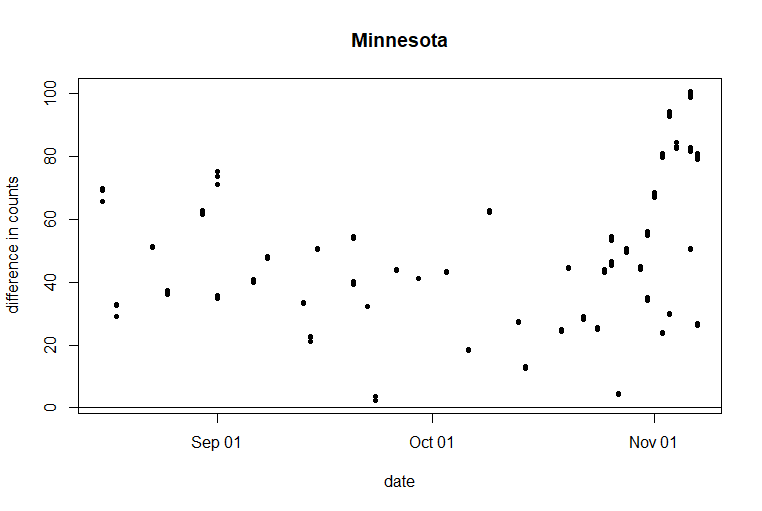 Minnesota
difference in counts
100
80
60
40
20
0
Sep 01
Oct 01
Nov 01
date